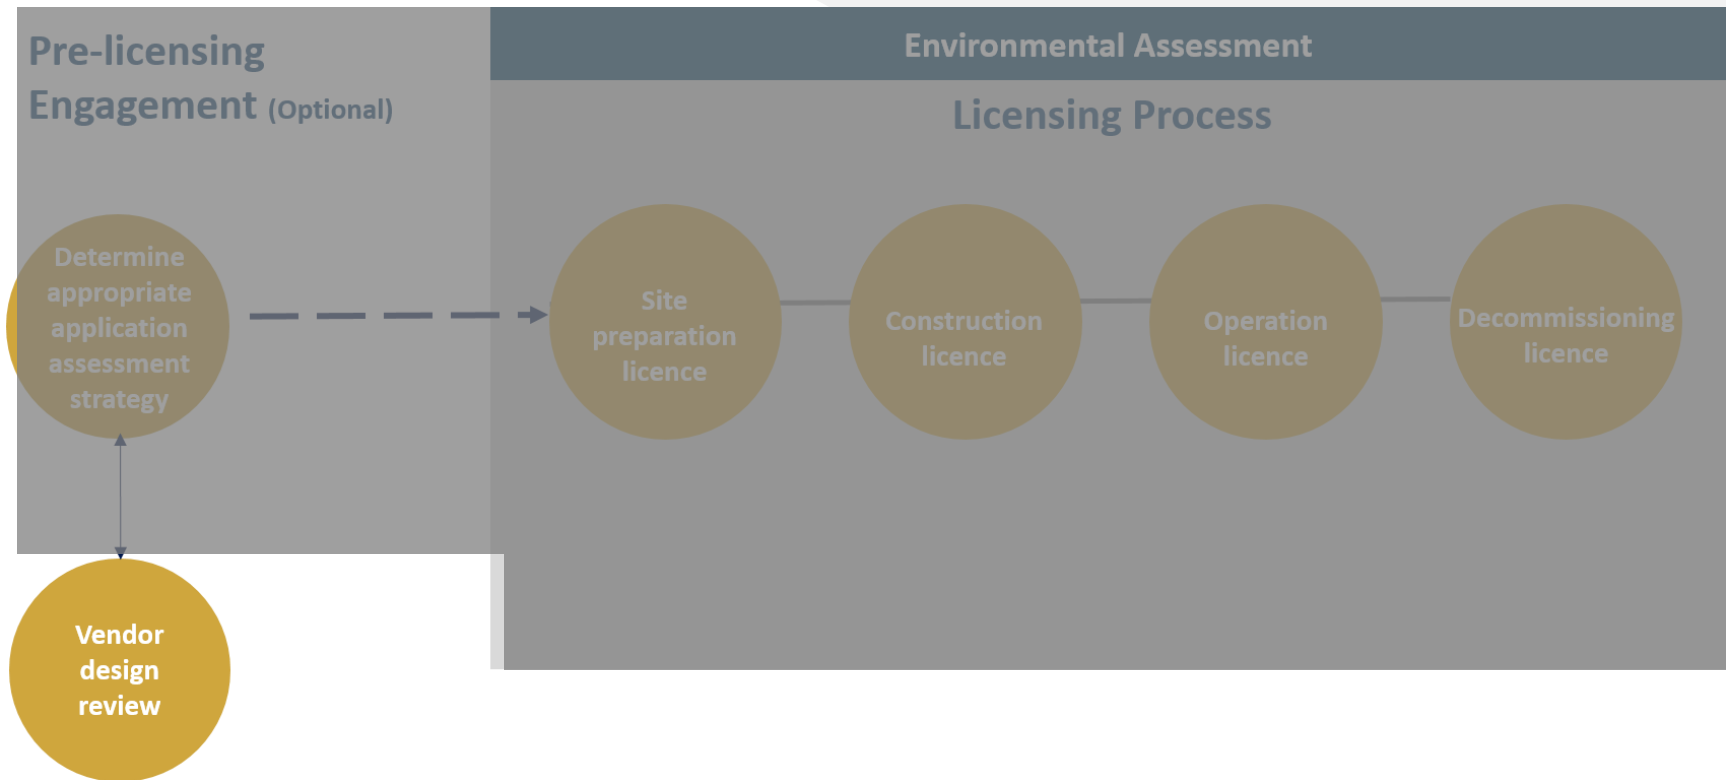 Pre-licensing
Engagement (Optional)
Environmental Assessment
Licensing Process
Determine
appropriate
application
assessment
strategy
Site
preparation
licence
Construction
licence
Operation
licence
Decommissioning
licence
Vendor
design
review